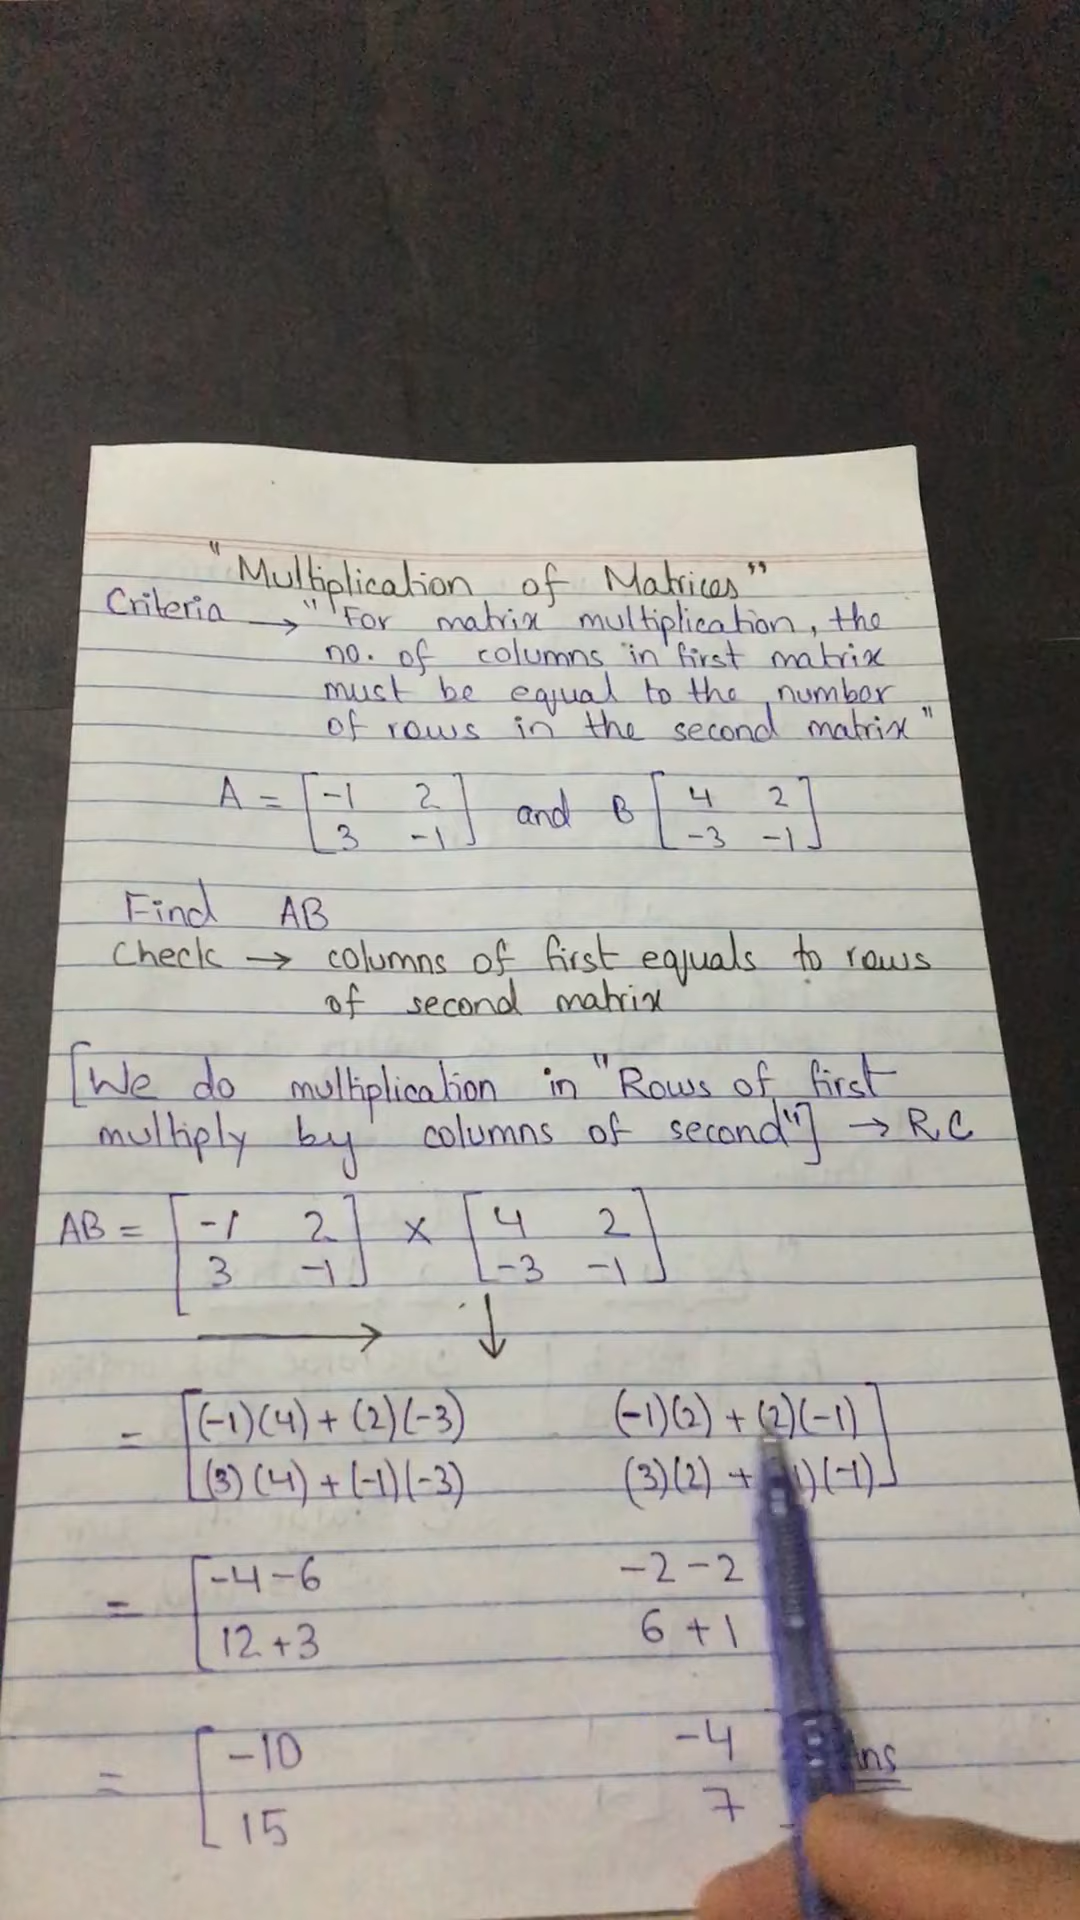 "Multiplication of Matrices"
Criteria → "For matrix multiplication, the
no. of columns in first matrix
must be equal to the number
of rows in the second matrix"
A = [-1 2] and B [4 2]
[3 -1] [-3 -1]
Find AB
Check → columns of first equals to rows
of second matrix
[We do multiplication in "Rows of first
multiply by columns of second"] → RC
AB = [-1 2] × [4 2]
[3 -1] [-3 -1]
→ ↓
= [(-1)(4) + (2)(-3) (-1)(2) + (2)(-1)]
[(3)(4) + (-1)(-3) (3)(2) + 1)(-1)]
= [-4-6 -2-2
[12+3 6+1
= [-10 -4
[15 7
ns